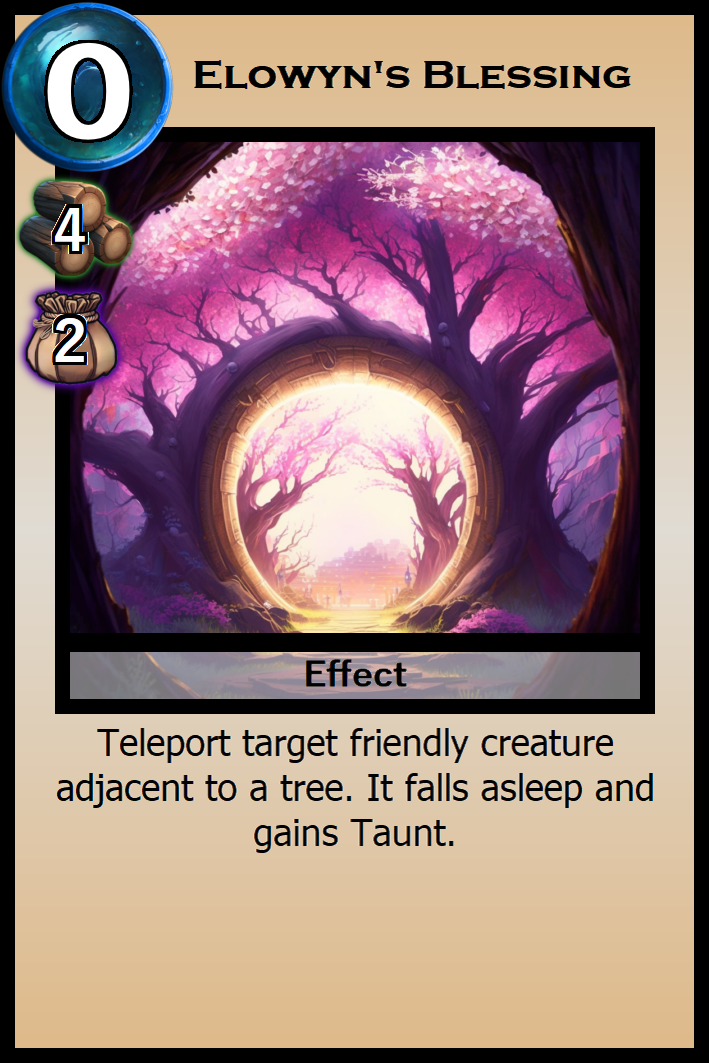 0
Elowyn's Blessing
4
2
Effect
Teleport target friendly creature
adjacent to a tree. It falls asleep and
gains Taunt.